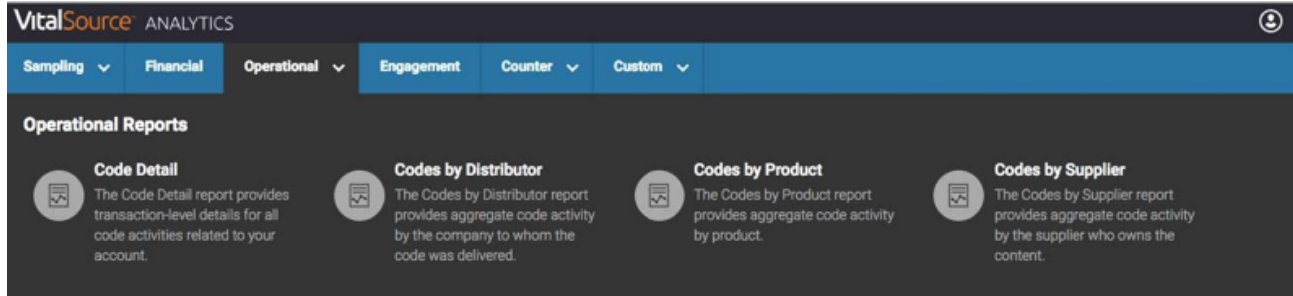 VitalSource ANALYTICS
Sampling Financial Operational Engagement Counter Custom
Operational Reports
Code Detail
The Code Detail report provides
transaction-level details for all
code activities related to your
account.
Codes by Distributor
The Codes by Distributor report
provides aggregate code activity
by the company to whom the
code was delivered.
Codes by Product
The Codes by Product report
provides aggregate code activity
by product.
Codes by Supplier
The Codes by Supplier report
provides aggregate code activity
by the supplier who owns the
content.